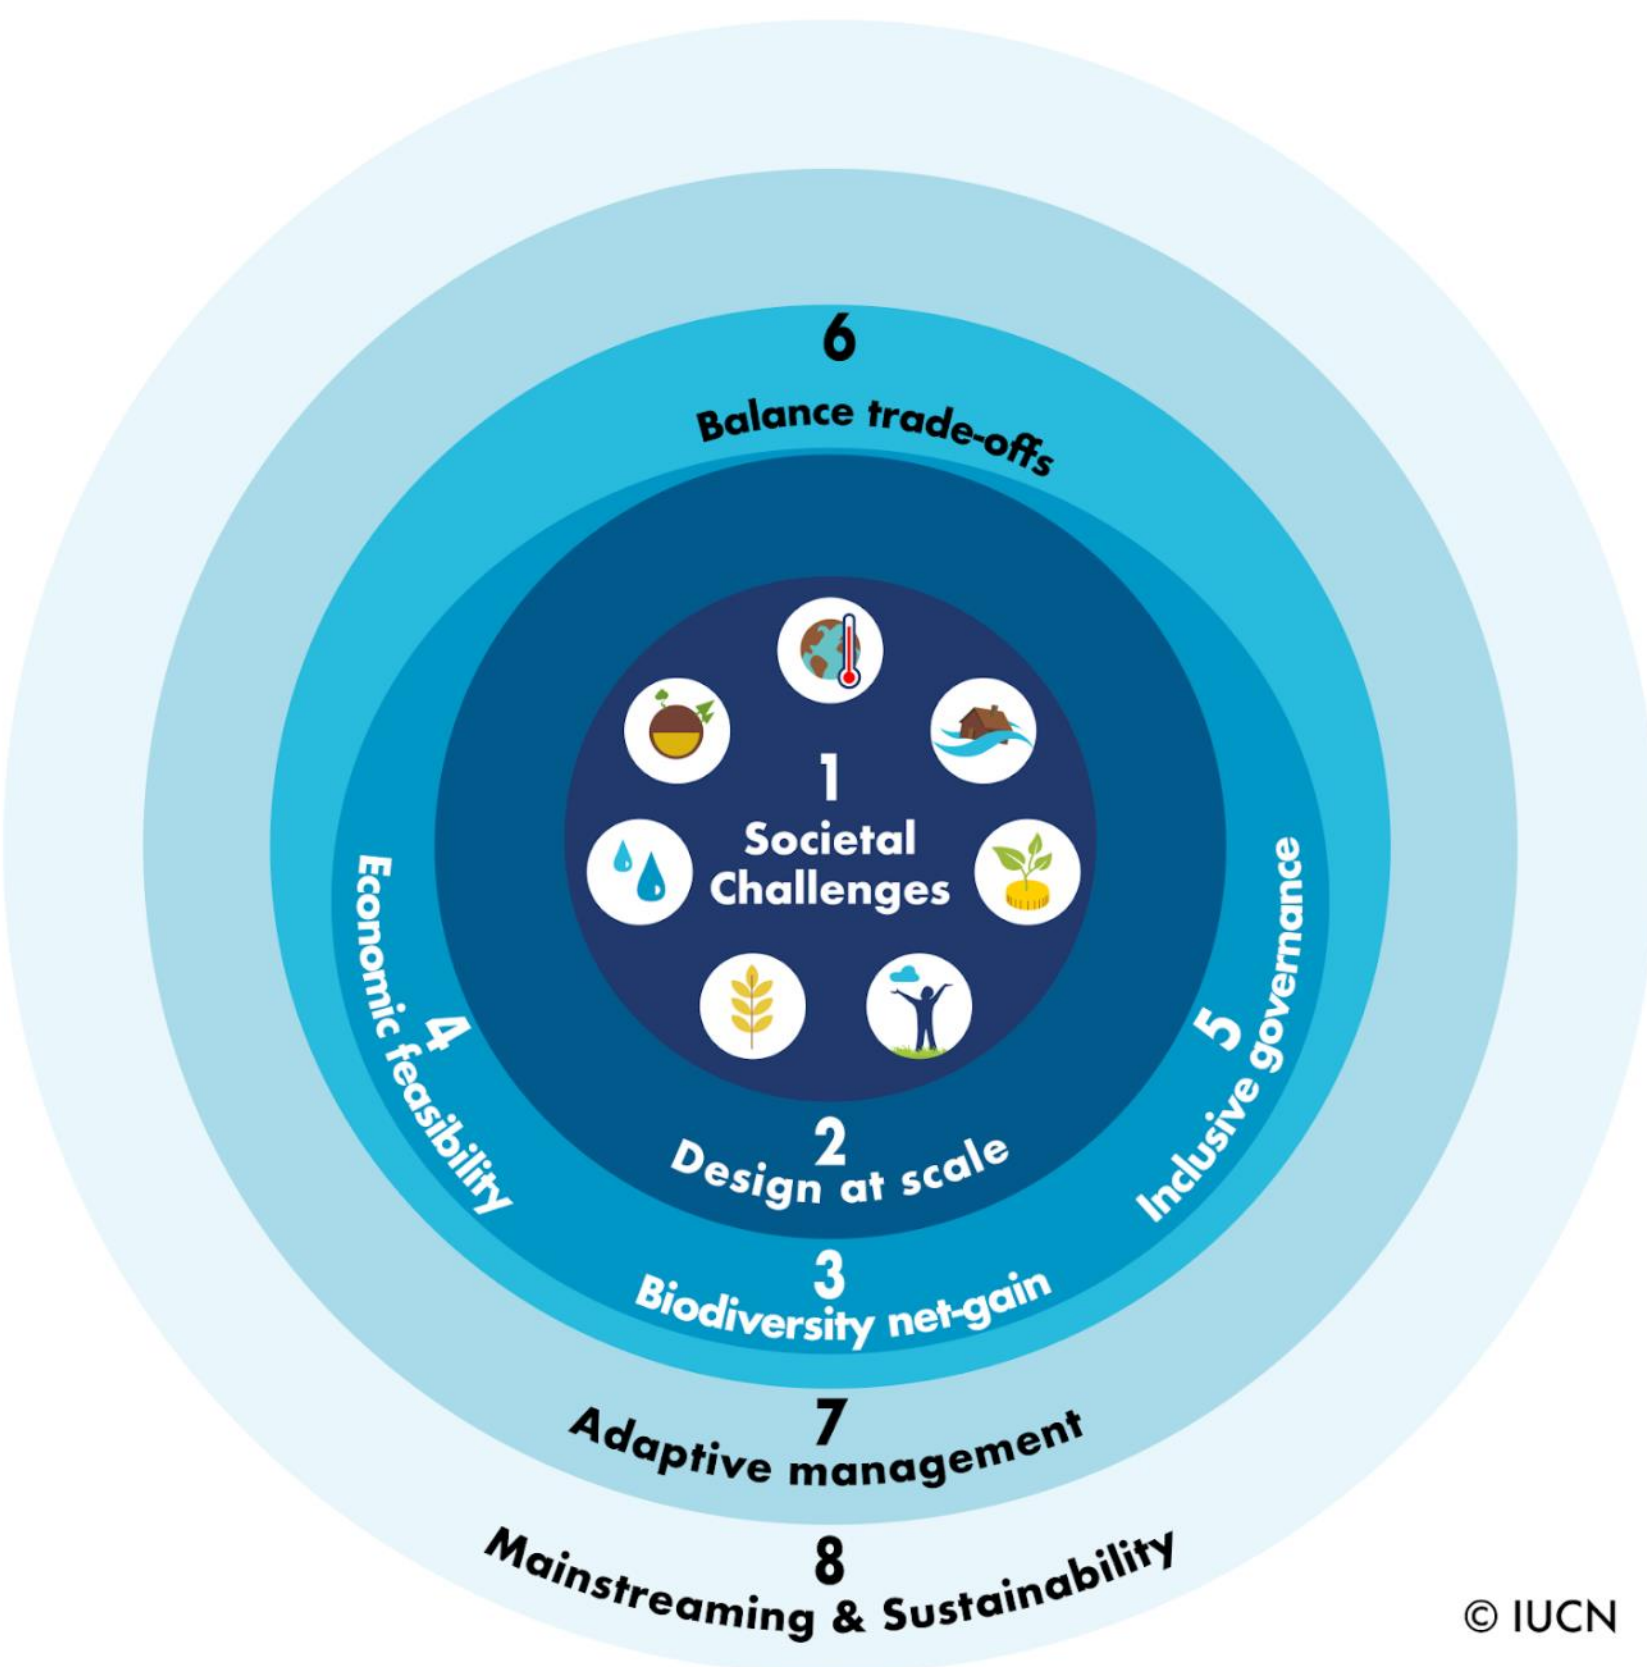 6
Balance trade-offs
1
Societal
Challenges
4
Economic feasibility
5
Inclusive governance
2
Design at scale
3
Biodiversity net-gain
7
Adaptive management
8
Mainstreaming & Sustainability
© IUCN